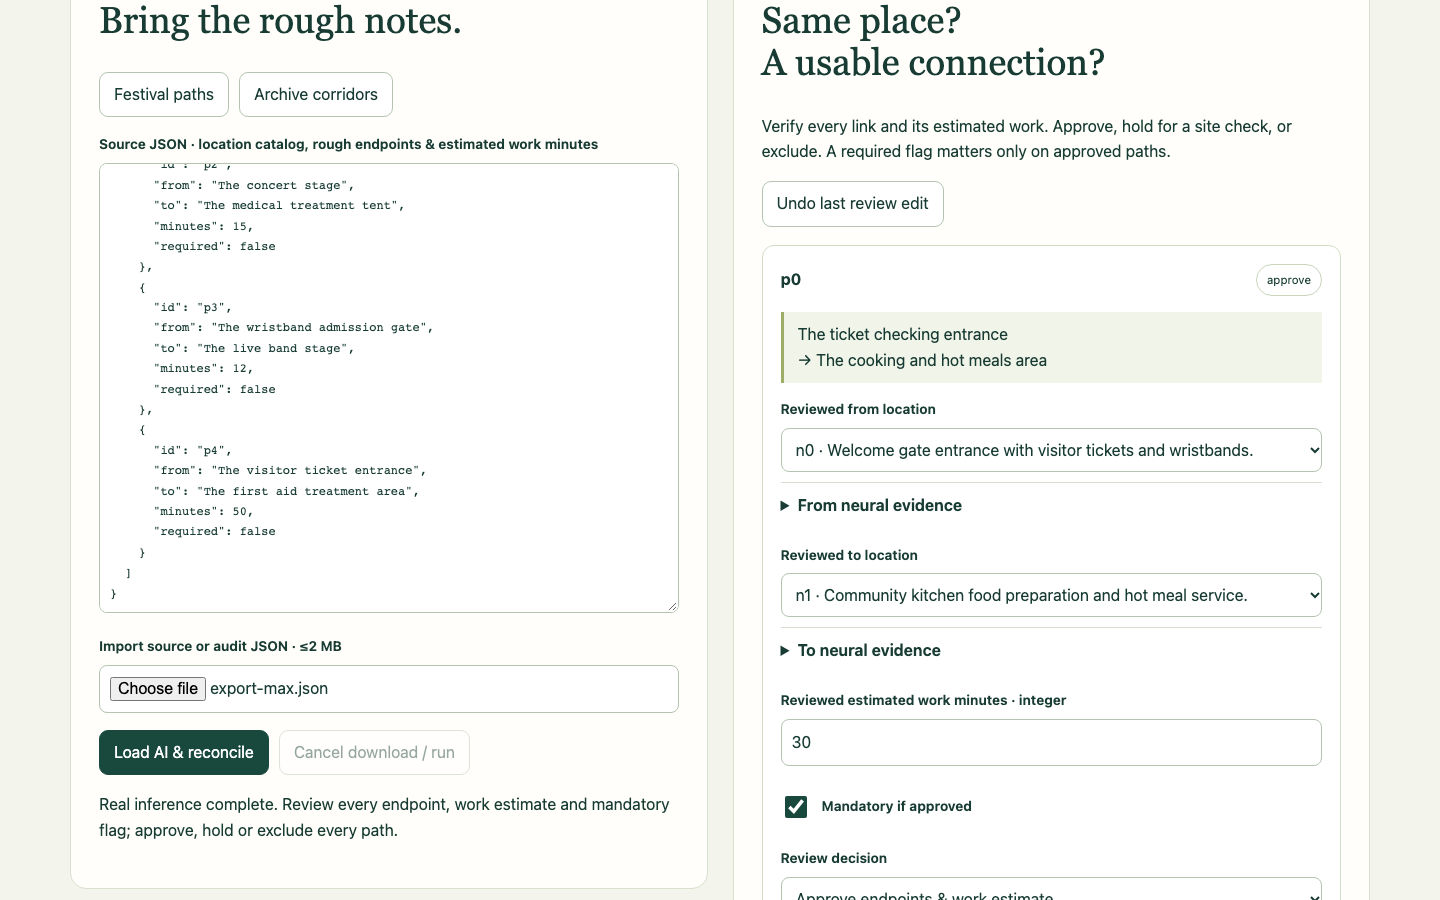 Bring the rough notes.
Festival paths
Archive corridors
Source JSON · location catalog, rough endpoints & estimated work minutes
"id": "p2",
"from": "The concert stage",
"to": "The medical treatment tent",
"minutes": 15,
"required": false
},
{
"id": "p3",
"from": "The wristband admission gate",
"to": "The live band stage",
"minutes": 12,
"required": false
},
{
"id": "p4",
"from": "The visitor ticket entrance",
"to": "The first aid treatment area",
"minutes": 50,
"required": false
}
]
}
Import source or audit JSON · ≤2 MB
Choose file export-max.json
Load AI & reconcile
Cancel download / run
Real inference complete. Review every endpoint, work estimate and mandatory
flag; approve, hold or exclude every path.
Same place?
A usable connection?
Verify every link and its estimated work. Approve, hold for a site check, or
exclude. A required flag matters only on approved paths.
Undo last review edit
p0
approve
The ticket checking entrance
→ The cooking and hot meals area
Reviewed from location
n0 · Welcome gate entrance with visitor tickets and wristbands.
From neural evidence
Reviewed to location
n1 · Community kitchen food preparation and hot meal service.
To neural evidence
Reviewed estimated work minutes · integer
30
Mandatory if approved
Review decision
Approve endpoints & work estimate